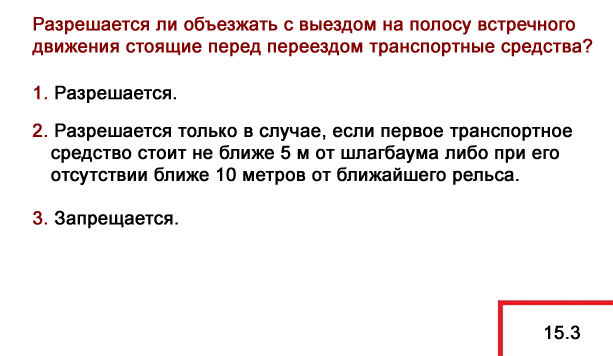 Разрешается ли объезжать с выездом на полосу встречного
движения стоящие перед переездом транспортные средства?
1. Разрешается.
2. Разрешается только в случае, если первое транспортное
средство стоит не ближе 5 м от шлагбаума либо при его
отсутствии ближе 10 метров от ближайшего рельса.
3. Запрещается.
15.3